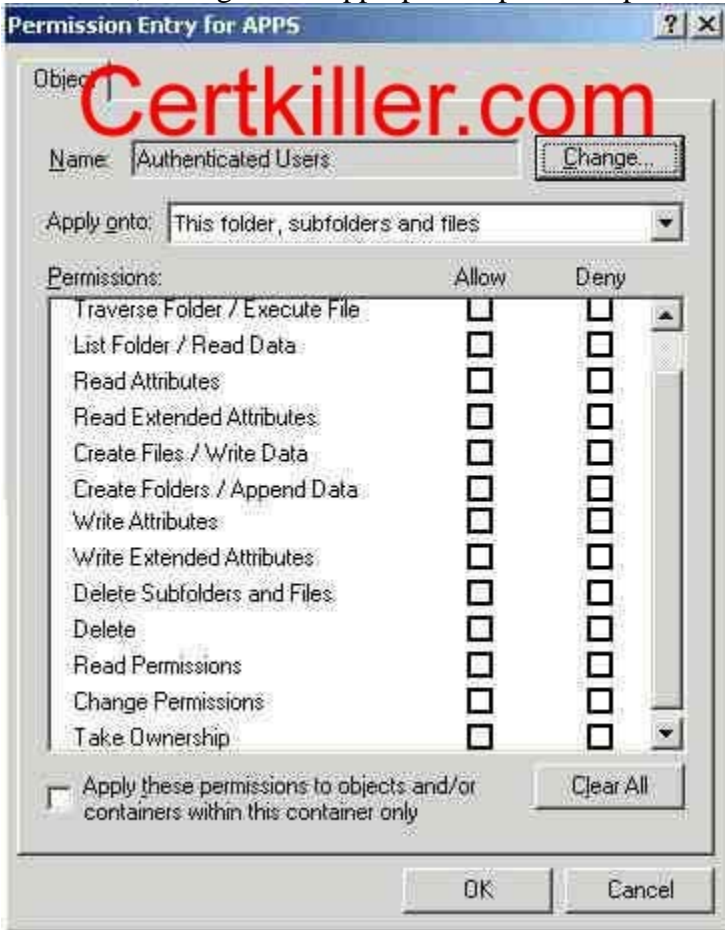 Permission Entry for APPS
Object
Certkiller.com
Name: Authenticated Users
Change...
Apply onto: This folder, subfolders and files
Permissions: Allow Deny
Traverse Folder / Execute File
List Folder / Read Data
Read Attributes
Read Extended Attributes
Create Files / Write Data
Create Folders / Append Data
Write Attributes
Write Extended Attributes
Delete Subfolders and Files
Delete
Read Permissions
Change Permissions
Take Ownership
Apply these permissions to objects and/or
containers within this container only
Clear All
OK Cancel